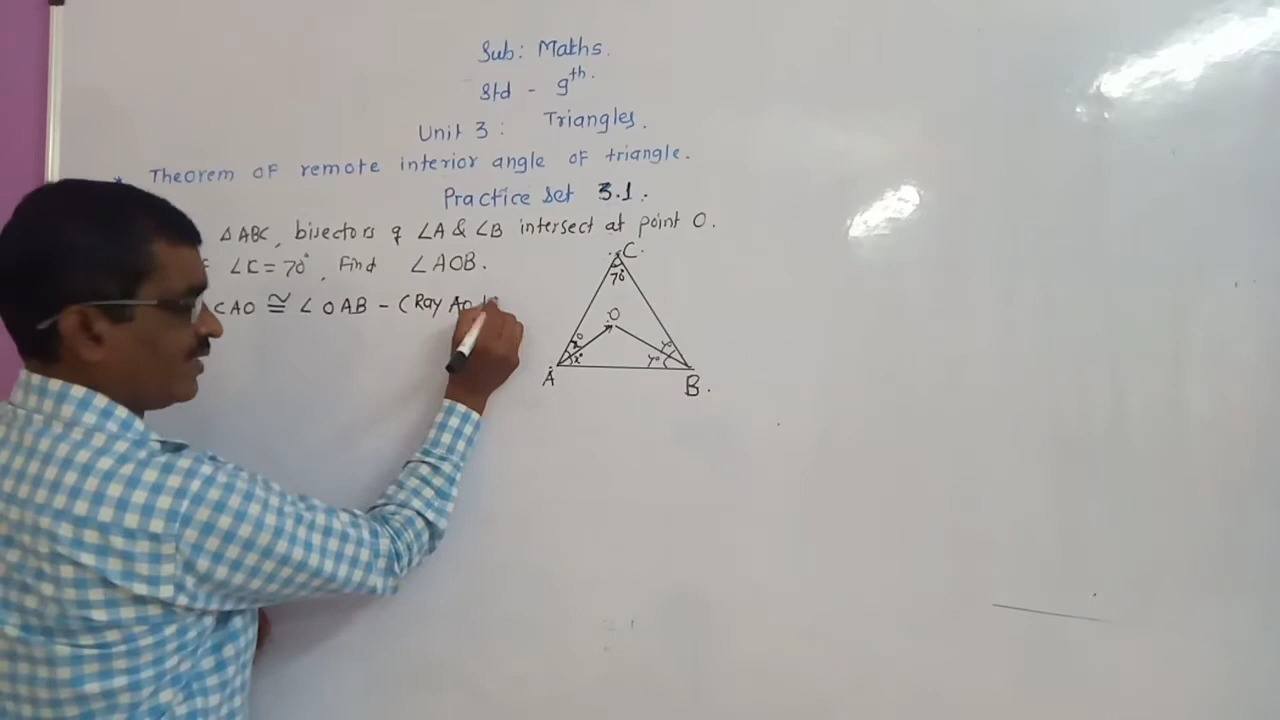 Sub: Maths.
Std - 9th.
Unit 3: Triangles.
* Theorem of remote interior angle of triangle.
Practice set 3.1.
△ABC, bisectors of ∠A & ∠B intersect at point O.
∠C = 70°, Find ∠AOB.
CAO ≅ ∠OAB - (Ray AO
C.
70°
O
x°
x°
y°
y°
A
B.